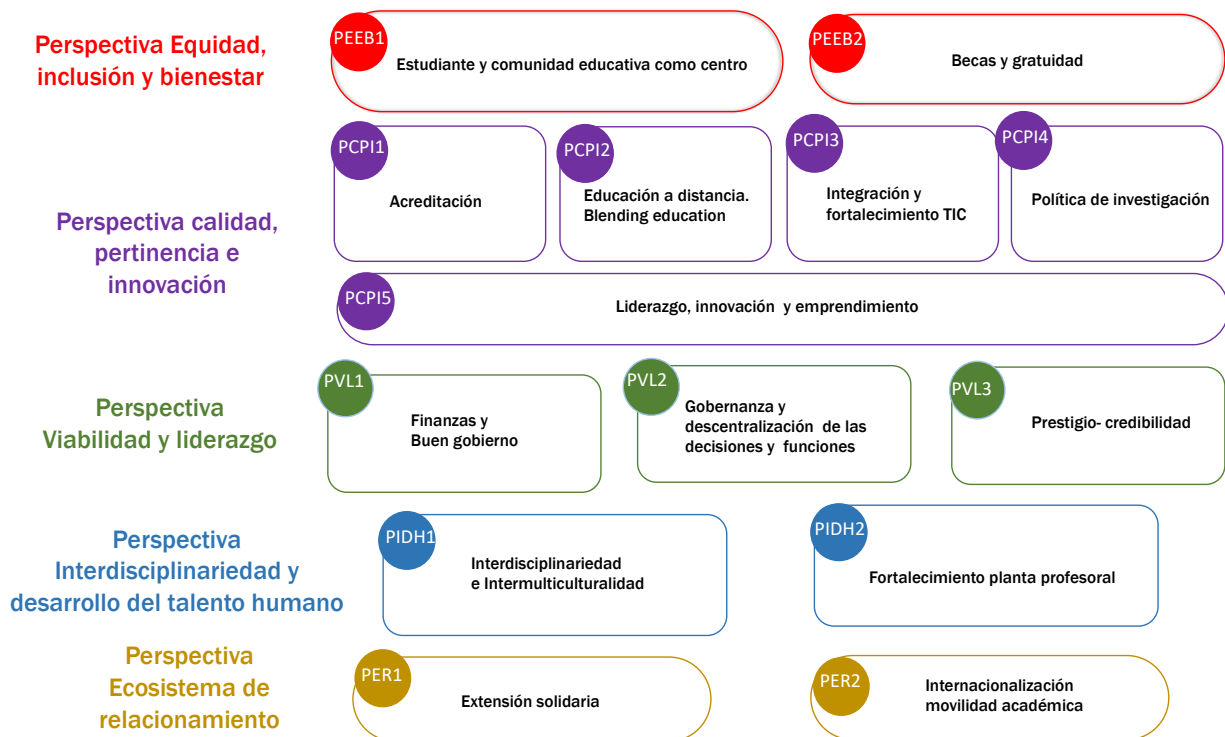 Perspectiva Equidad,
inclusión y bienestar
PEEB1
Estudiante y comunidad educativa como centro
PEEB2
Becas y gratuidad
Perspectiva calidad,
pertinencia e
innovación
PCPI1
Acreditación
PCPI2
Educación a distancia.
Blending education
PCPI3
Integración y
fortalecimiento TIC
PCPI4
Política de investigación
PCPI5
Liderazgo, innovación y emprendimiento
Perspectiva
Viabilidad y liderazgo
PVL1
Finanzas y
Buen gobierno
PVL2
Gobernanza y
descentralización de las
decisiones y funciones
PVL3
Prestigio- credibilidad
Perspectiva
Interdisciplinariedad y
desarrollo del talento humano
PIDH1
Interdisciplinariedad
e Intermulticulturalidad
PIDH2
Fortalecimiento planta profesoral
Perspectiva
Ecosistema de
relacionamiento
PER1
Extensión solidaria
PER2
Internacionalización
movilidad académica